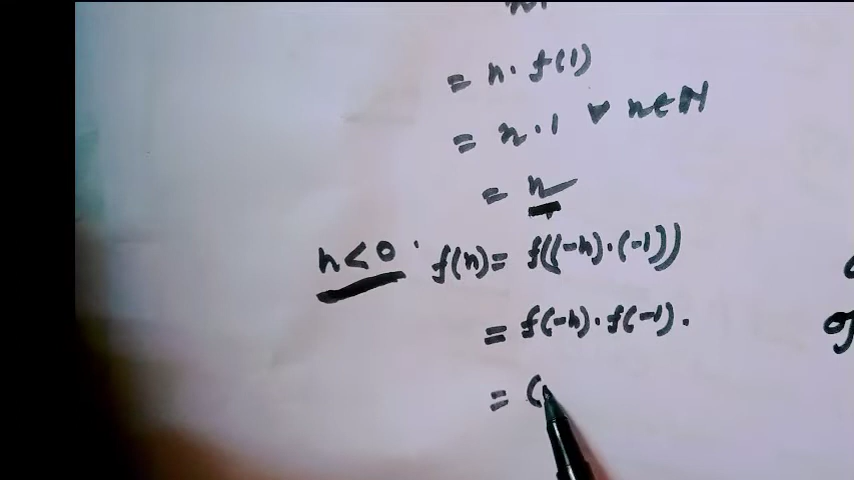 = n · f(1)
= n · 1 ∀ n ∈ N
= n
n < 0 · f(n) = f((-n)·(-1))
= f(-n)· f(-1) ·
= (